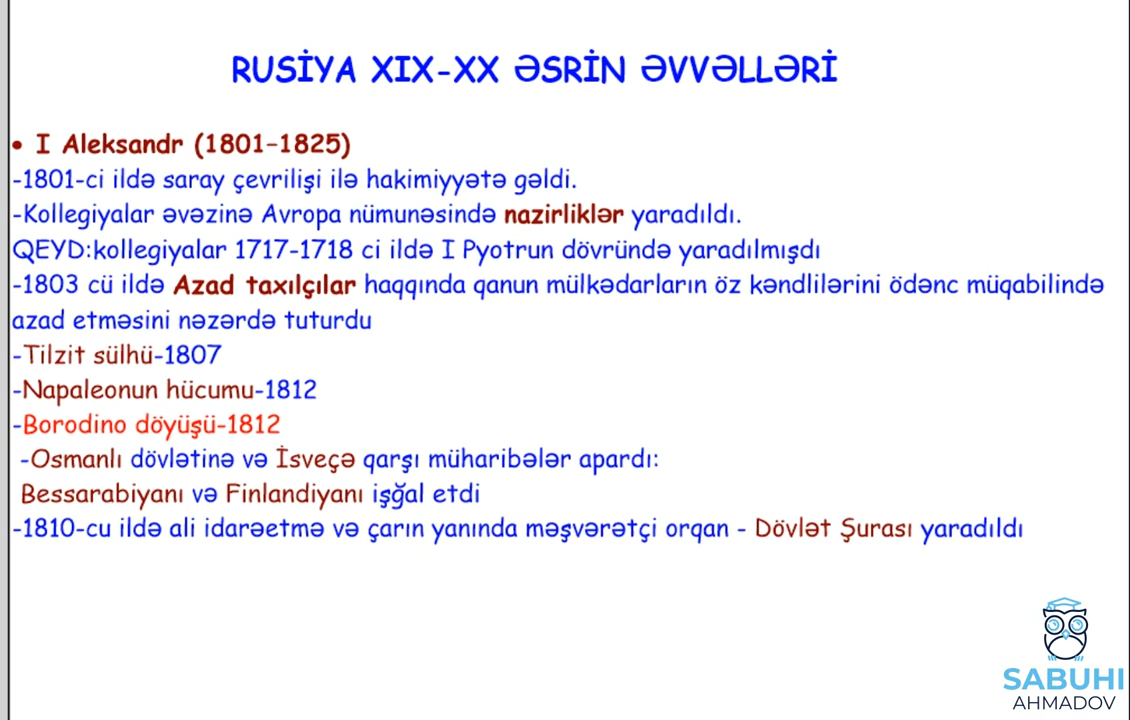 RUSİYA XIX-XX ƏSRİN ƏVVƏLLƏRİ
• I Aleksandr (1801-1825)
-1801-ci ildə saray çevrilişi ilə hakimiyyətə gəldi.
-Kollegiyalar əvəzinə Avropa nümunəsində nazirliklər yaradıldı.
QEYD:kollegiyalar 1717-1718 ci ildə I Pyotrun dövründə yaradılmışdı
-1803 cü ildə Azad taxılçılar haqqında qanun mülkədarların öz kəndlilərini ödənc müqabilində
azad etməsini nəzərdə tuturdu
-Tilzit sülhü-1807
-Napaleonun hücumu-1812
-Borodino döyüşü-1812
-Osmanlı dövlətinə və İsveçə qarşı müharibələr apardı:
Bessarabiyanı və Finlandiyanı işğal etdi
-1810-cu ildə ali idarəetmə və çarın yanında məşvərətçi orqan - Dövlət Şurası yaradıldı
SABUHI
AHMADOV